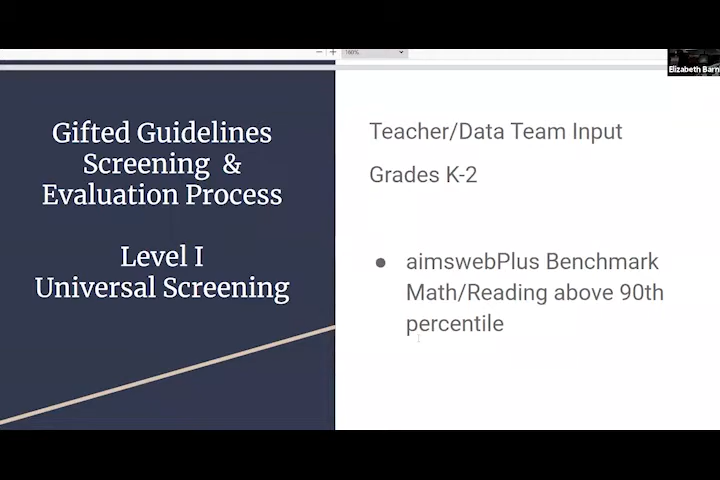 160%
Elizabeth Barn
Gifted Guidelines
Screening &
Evaluation Process
Level I
Universal Screening
Teacher/Data Team Input
Grades K-2
● aimswebPlus Benchmark
Math/Reading above 90th
percentile